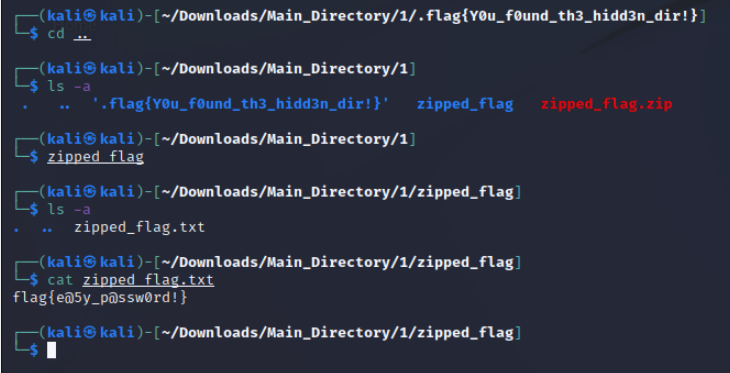 ┌──(kali㉿kali)-[~/Downloads/Main_Directory/1/.flag{Y0u_f0und_th3_hidd3n_dir!}]
└─$ cd ..
┌──(kali㉿kali)-[~/Downloads/Main_Directory/1]
└─$ ls -a
.   ..  '.flag{Y0u_f0und_th3_hidd3n_dir!}'   zipped_flag   zipped_flag.zip
┌──(kali㉿kali)-[~/Downloads/Main_Directory/1]
└─$ zipped_flag
┌──(kali㉿kali)-[~/Downloads/Main_Directory/1/zipped_flag]
└─$ ls -a
.  ..  zipped_flag.txt
┌──(kali㉿kali)-[~/Downloads/Main_Directory/1/zipped_flag]
└─$ cat zipped_flag.txt
flag{e@5y_p@ssw0rd!}
┌──(kali㉿kali)-[~/Downloads/Main_Directory/1/zipped_flag]
└─$